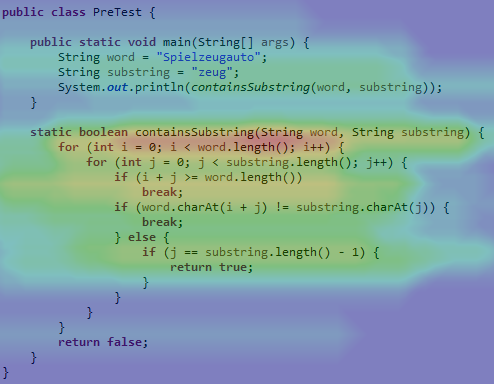 public class PreTest {
public static void main(String[] args) {
String word = "Spielzeugauto";
String substring = "zeug";
System.out.println(containsSubstring(word, substring));
}
static boolean containsSubstring(String word, String substring) {
for (int i = 0; i < word.length(); i++) {
for (int j = 0; j < substring.length(); j++) {
if (i + j >= word.length())
break;
if (word.charAt(i + j) != substring.charAt(j)) {
break;
} else {
if (j == substring.length() - 1) {
return true;
}
}
}
}
return false;
}
}